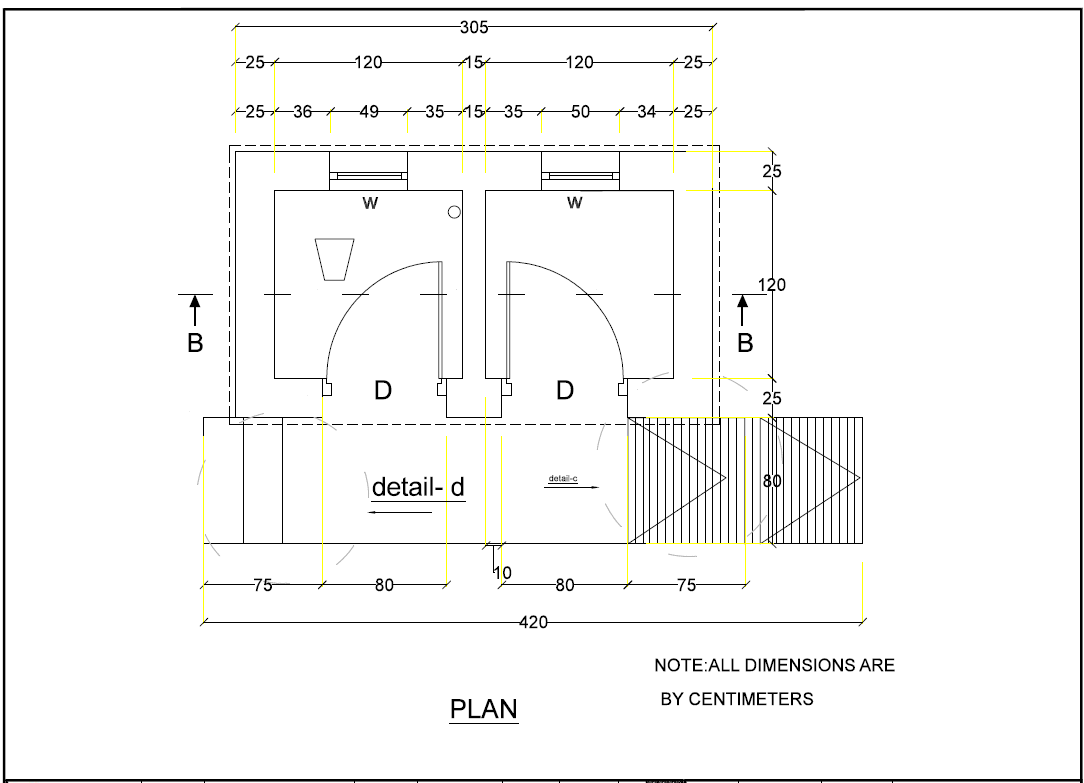 305
25 120 15 120 25
25 36 49 35 15 35 50 34 25
25
W W
120
B B
D D
25
detail- d
detail-c
80
10
75 80 80 75
420
NOTE:ALL DIMENSIONS ARE
BY CENTIMETERS
PLAN